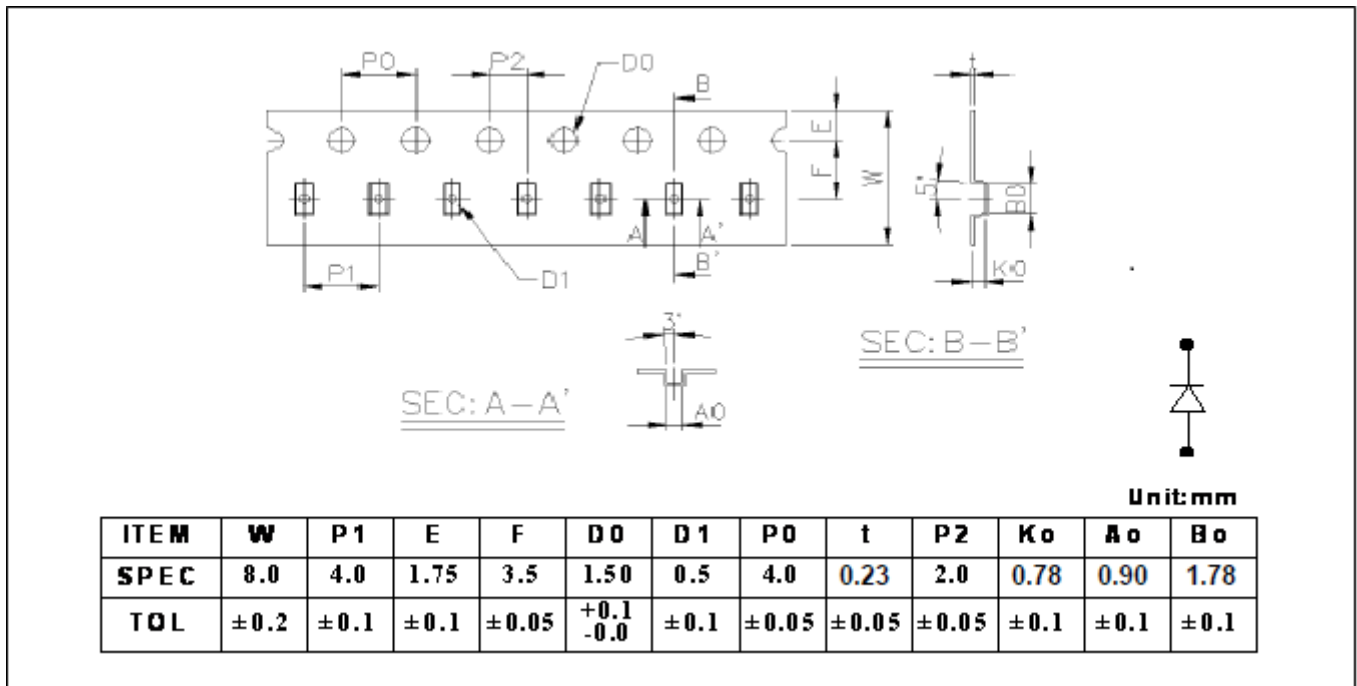 P0
P2
D0
B
t
E
F
W
5°
BD
A
A'
B'
K0
P1
D1
3°
SEC: B-B'
SEC: A-A'
A0
Unit:mm
ITEM W P1 E F D0 D1 P0 t P2 Ko Ao Bo
SPEC 8.0 4.0 1.75 3.5 1.50 0.5 4.0 0.23 2.0 0.78 0.90 1.78
TOL ±0.2 ±0.1 ±0.1 ±0.05 +0.1 -0.0 ±0.1 ±0.05 ±0.05 ±0.05 ±0.1 ±0.1 ±0.1